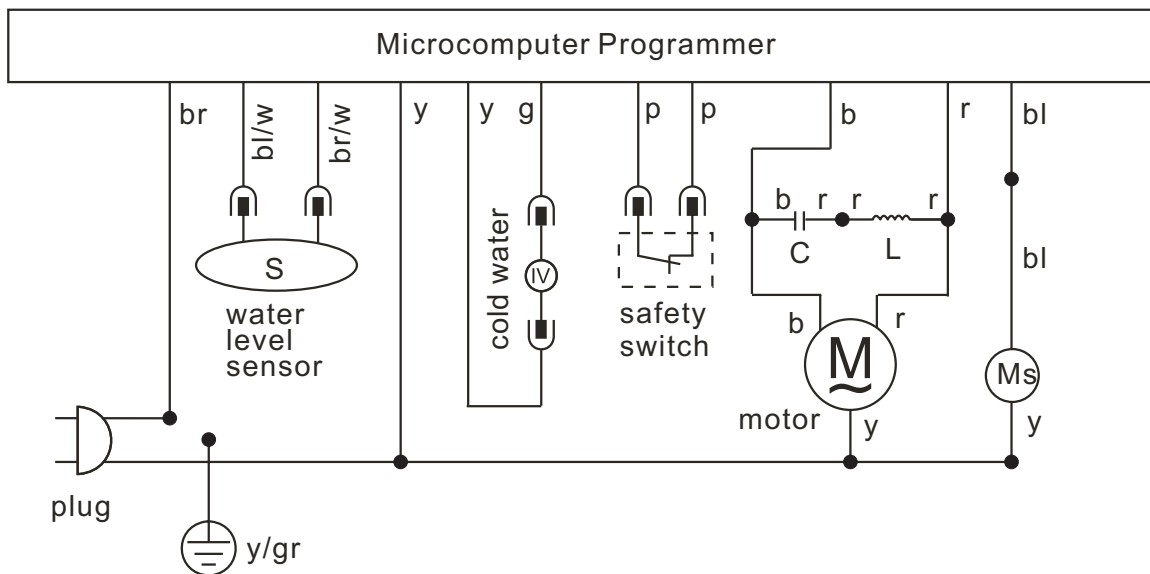 Microcomputer Programmer
br
bl/w
br/w
y
y
g
p
p
b
r
bl
b
r
r
r
C
L
S
water
level
sensor
cold water
IV
safety
switch
bl
b
r
M
~
motor
y
Ms
y
plug
y/gr